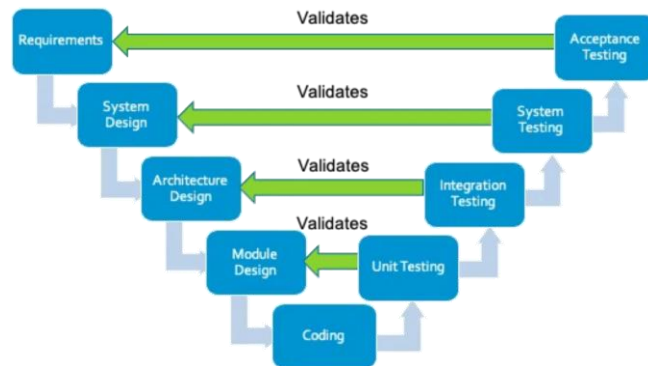 Validates
Requirements
Acceptance
Testing
Validates
System
Design
System
Testing
Validates
Architecture
Design
Integration
Testing
Validates
Module
Design
Unit Testing
Coding